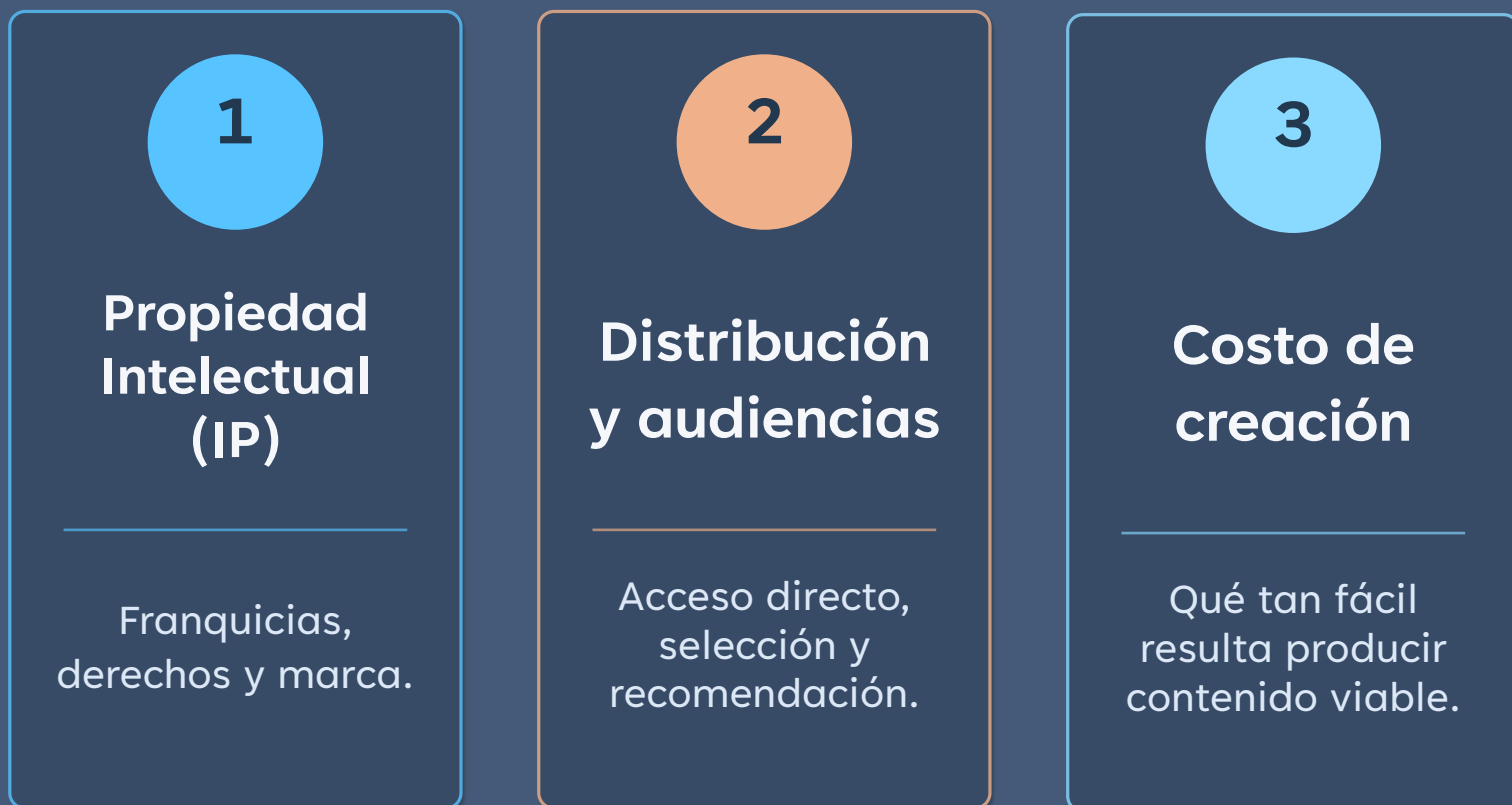 1
Propiedad
Intelectual
(IP)
Franquicias,
derechos y marca.
2
Distribución
y audiencias
Acceso directo,
selección y
recomendación.
3
Costo de
creación
Qué tan fácil
resulta producir
contenido viable.